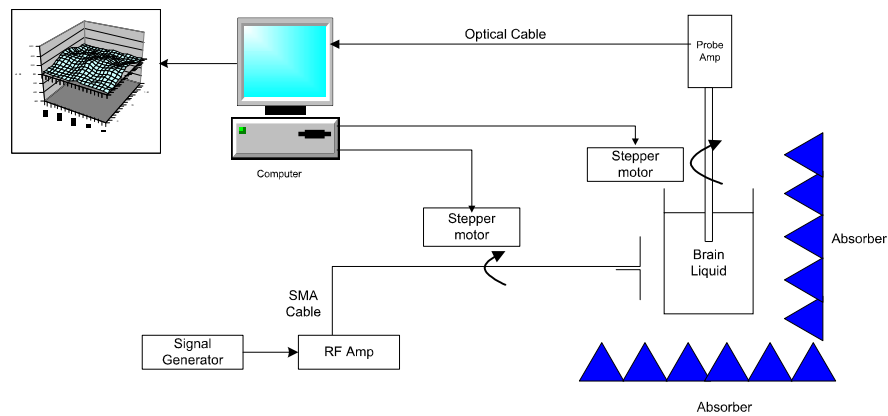 Optical Cable
Probe
Amp
Computer
Stepper
motor
Stepper
motor
Absorber
Brain
Liquid
SMA
Cable
Signal
Generator
RF Amp
Absorber